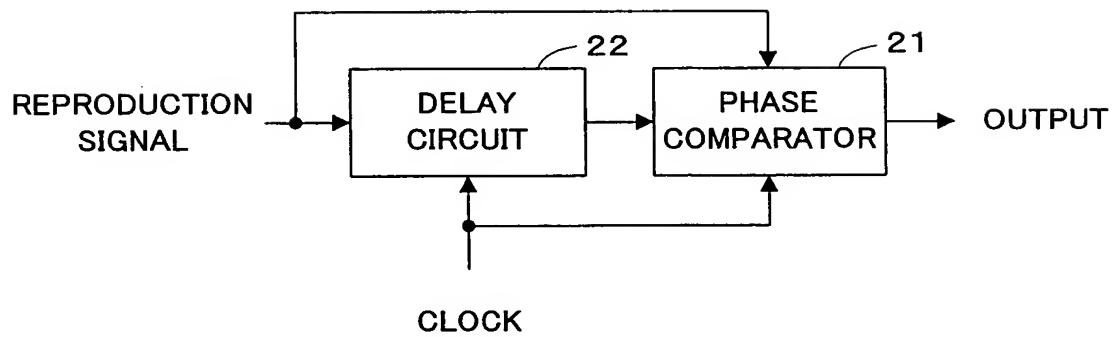 22
21
REPRODUCTION
SIGNAL
DELAY
CIRCUIT
PHASE
COMPARATOR
OUTPUT
CLOCK